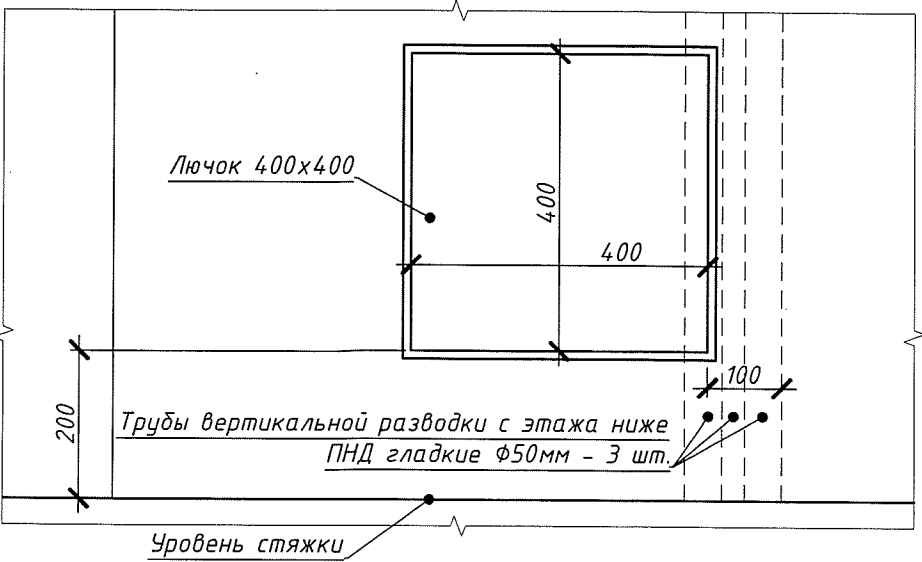 Лючок 400х400
400
400
100
200
Трубы вертикальной разводки с этажа ниже
ПНД гладкие Ф50мм - 3 шт.
Уровень стяжки